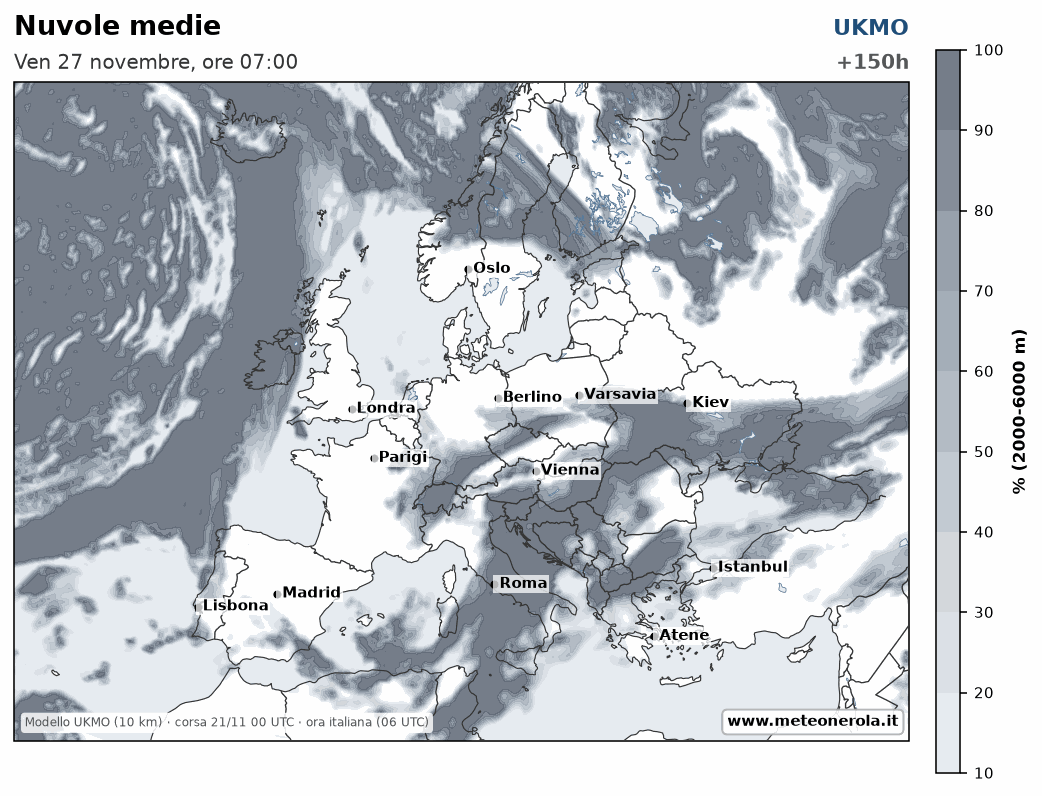 Nuvole medie
UKMO
Ven 27 novembre, ore 07:00
+150h
100
90
80
70
60
50
40
30
20
10
% (2000-6000 m)
Oslo
Berlino
Varsavia
Kiev
Londra
Parigi
Vienna
Istanbul
Roma
Madrid
Lisbona
Atene
Modello UKMO (10 km) · corsa 21/11 00 UTC · ora italiana (06 UTC)
www.meteonerola.it